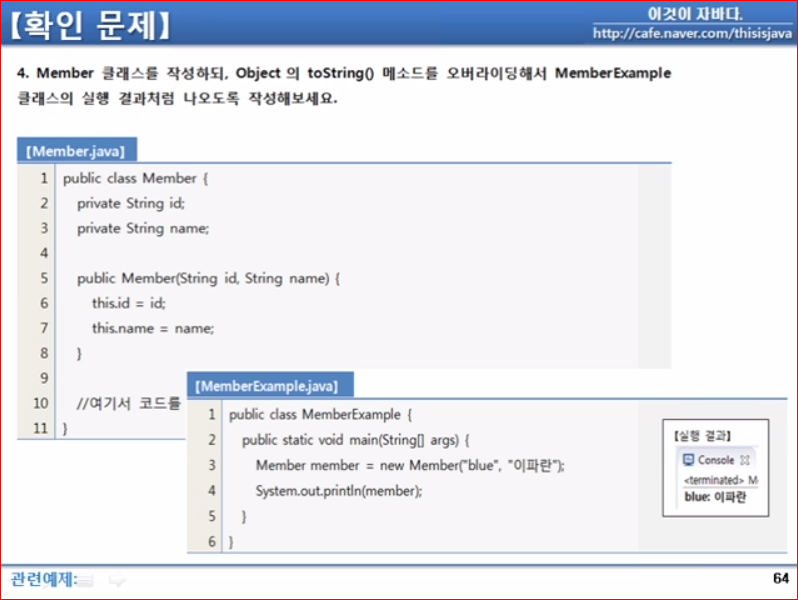 【확인 문제】
이것이 자바다.
http://cafe.naver.com/thisisjava
4. Member 클래스를 작성하되, Object 의 toString() 메소드를 오버라이딩해서 MemberExample
클래스의 실행 결과처럼 나오도록 작성해보세요.
[Member.java]
1 public class Member {
2 private String id;
3 private String name;
4
5 public Member(String id, String name) {
6 this.id = id;
7 this.name = name;
8 }
9
10 //여기서 코드를
11 }
[MemberExample.java]
1 public class MemberExample {
2 public static void main(String[] args) {
3 Member member = new Member("blue", "이파란");
4 System.out.println(member);
5 }
6 }
[실행 결과]
Console
<terminated> M
blue: 이파란
관련예제:
64